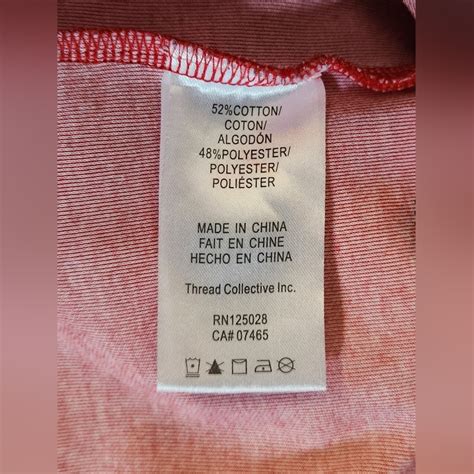 52%COTTON/
COTON/
ALGODÓN
48%POLYESTER/
POLYESTER/
POLIÉSTER
MADE IN CHINA
FAIT EN CHINE
HECHO EN CHINA
Thread Collective Inc.
RN125028
CA# 07465